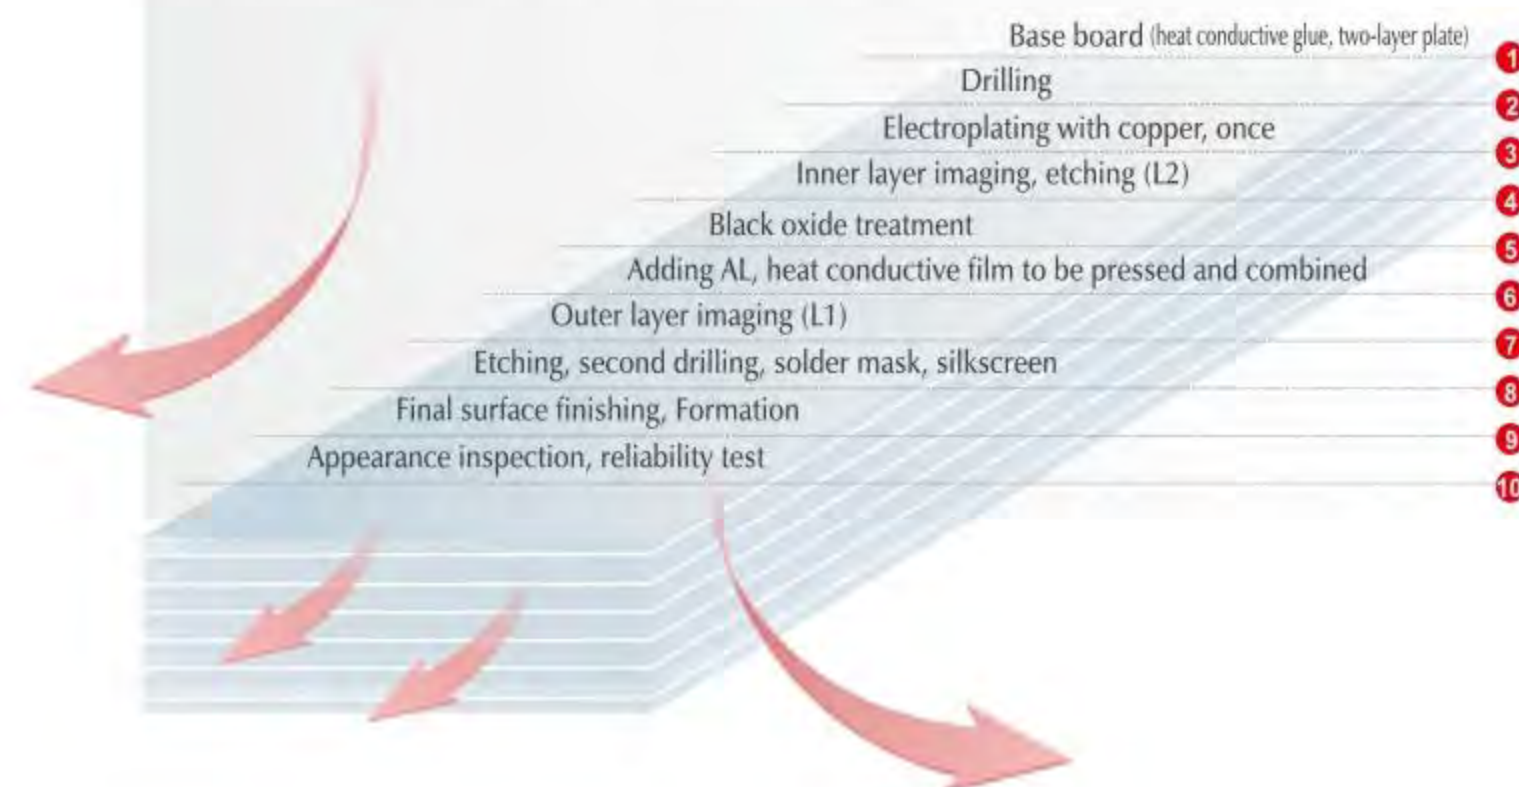 Base board (heat conductive glue, two-layer plate) 1
Drilling 2
Electroplating with copper, once 3
Inner layer imaging, etching (L2) 4
Black oxide treatment 5
Adding AL, heat conductive film to be pressed and combined 6
Outer layer imaging (L1) 7
Etching, second drilling, solder mask, silkscreen 8
Final surface finishing, Formation 9
Appearance inspection, reliability test 10